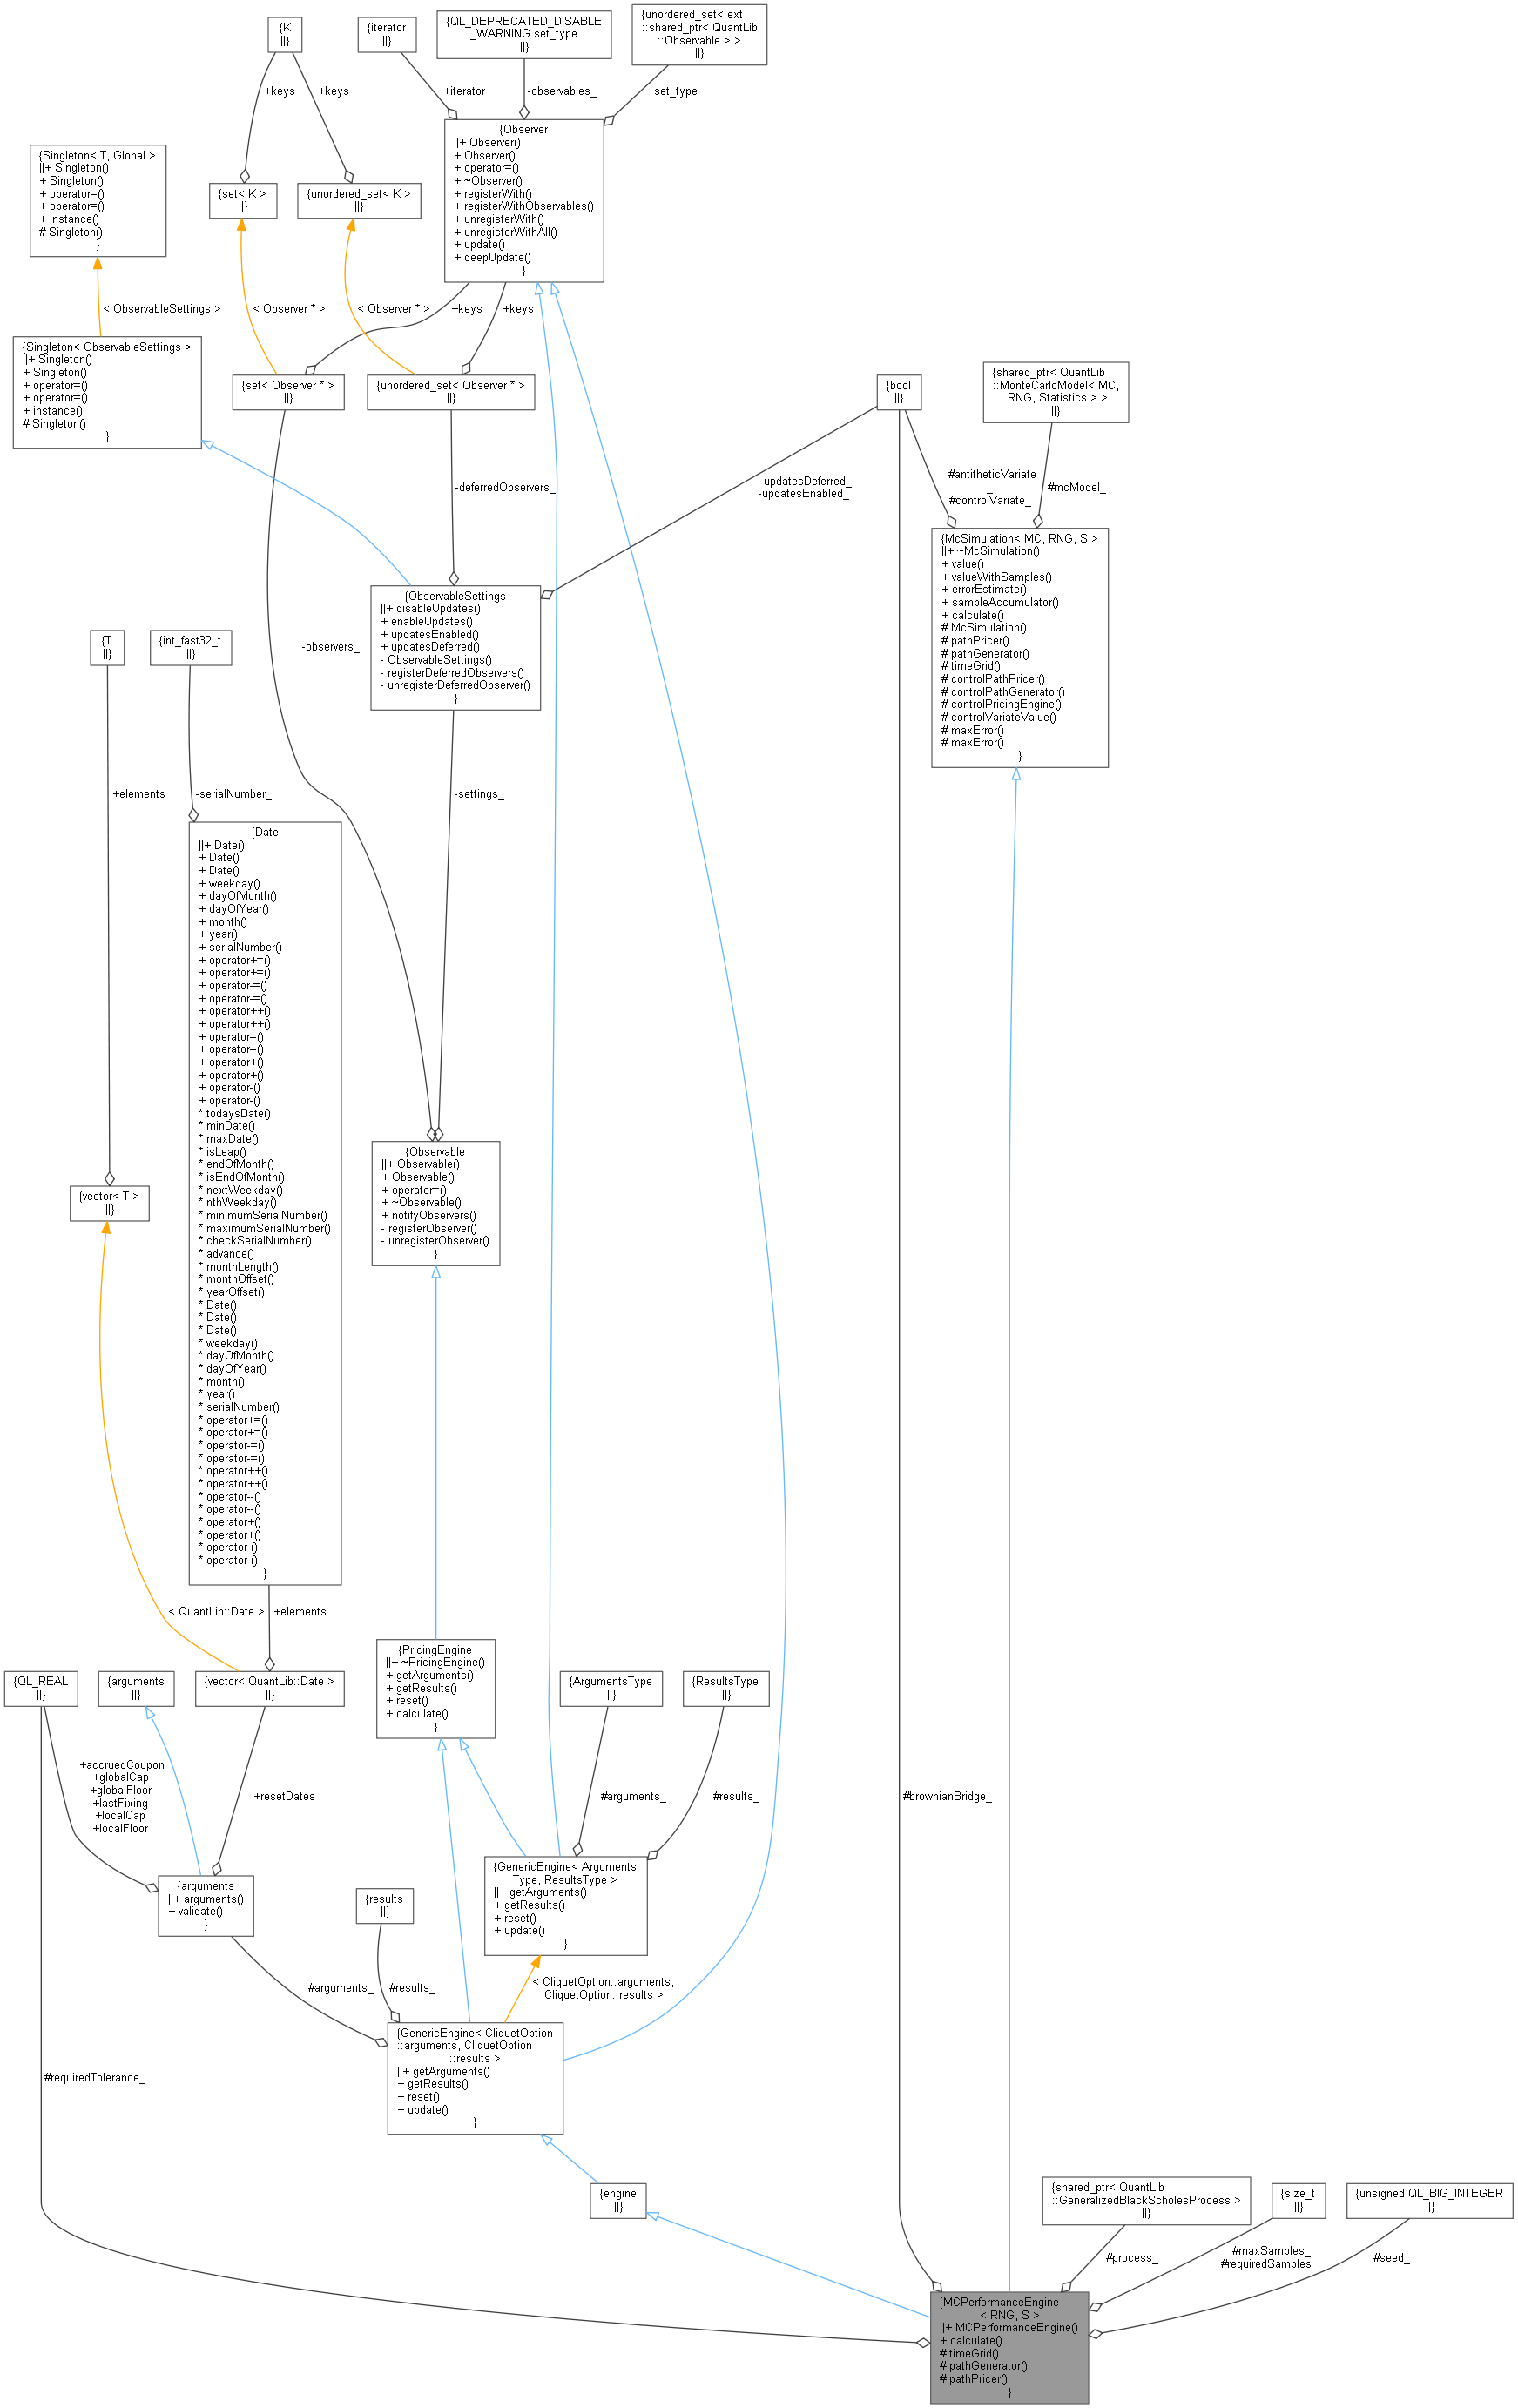 {K
||}
{iterator
||}
{QL_DEPRECATED_DISABLE
_WARNING set_type
||}
{unordered_set< ext
::shared_ptr< QuantLib
::Observable > >
||}
+keys
+keys
+iterator
-observables_
+set_type
{Singleton< T, Global >
||+ Singleton()
+ Singleton()
+ operator=()
+ operator=()
+ instance()
# Singleton()
}
{set< K >
||}
{unordered_set< K >
||}
{Observer
||+ Observer()
+ Observer()
+ operator=()
+ ~Observer()
+ registerWith()
+ registerWithObservables()
+ unregisterWith()
+ unregisterWithAll()
+ update()
+ deepUpdate()
}
< ObservableSettings >
< Observer * >
< Observer * >
+keys
+keys
{Singleton< ObservableSettings >
||+ Singleton()
+ Singleton()
+ operator=()
+ operator=()
+ instance()
# Singleton()
}
{set< Observer * >
||}
{unordered_set< Observer * >
||}
{bool
||}
{shared_ptr< QuantLib
::MonteCarloModel< MC,
RNG, Statistics > >
||}
-deferredObservers_
-updatesDeferred_
-updatesEnabled_
#antitheticVariate
_
#controlVariate_
#mcModel_
{McSimulation< MC, RNG, S >
||+ ~McSimulation()
+ value()
+ valueWithSamples()
+ errorEstimate()
+ sampleAccumulator()
+ calculate()
# McSimulation()
# pathPricer()
# pathGenerator()
# timeGrid()
# controlPathPricer()
# controlPathGenerator()
# controlPricingEngine()
# controlVariateValue()
# maxError()
# maxError()
}
{ObservableSettings
||+ disableUpdates()
+ enableUpdates()
+ updatesEnabled()
+ updatesDeferred()
- ObservableSettings()
- registerDeferredObservers()
- unregisterDeferredObserver()
}
-observers_
{T
||}
{int_fast32_t
||}
+elements
-serialNumber_
-settings_
{Date
||+ Date()
+ Date()
+ Date()
+ weekday()
+ dayOfMonth()
+ dayOfYear()
+ month()
+ year()
+ serialNumber()
+ operator+=()
+ operator+=()
+ operator-=()
+ operator-=()
+ operator++()
+ operator++()
+ operator--()
+ operator--()
+ operator+()
+ operator+()
+ operator-()
+ operator-()
* todaysDate()
* minDate()
* maxDate()
* isLeap()
* endOfMonth()
* isEndOfMonth()
* nextWeekday()
* nthWeekday()
* minimumSerialNumber()
* maximumSerialNumber()
* checkSerialNumber()
* advance()
* monthLength()
* monthOffset()
* yearOffset()
* Date()
* Date()
* Date()
* weekday()
* dayOfMonth()
* dayOfYear()
* month()
* year()
* serialNumber()
* operator+=()
* operator+=()
* operator-=()
* operator-=()
* operator++()
* operator++()
* operator--()
* operator--()
* operator+()
* operator+()
* operator-()
* operator-()
}
{vector< T >
||}
{Observable
||+ Observable()
+ Observable()
+ operator=()
+ ~Observable()
+ notifyObservers()
- registerObserver()
- unregisterObserver()
}
< QuantLib::Date >
+elements
{PricingEngine
||+ ~PricingEngine()
+ getArguments()
+ getResults()
+ reset()
+ calculate()
}
{QL_REAL
||}
{arguments
||}
{vector< QuantLib::Date >
||}
{ArgumentsType
||}
{ResultsType
||}
+accruedCoupon
+globalCap
+globalFloor
+lastFixing
+localCap
+localFloor
+resetDates
#arguments_
#results_
#brownianBridge_
{arguments
||+ arguments()
+ validate()
}
{results
||}
{GenericEngine< Arguments
Type, ResultsType >
||+ getArguments()
+ getResults()
+ reset()
+ update()
}
#arguments_
#results_
< CliquetOption::arguments,
CliquetOption::results >
{GenericEngine< CliquetOption
::arguments, CliquetOption
::results >
||+ getArguments()
+ getResults()
+ reset()
+ update()
}
#requiredTolerance_
{engine
||}
{shared_ptr< QuantLib
::GeneralizedBlackScholesProcess >
||}
{size_t
||}
{unsigned QL_BIG_INTEGER
||}
#process_
#maxSamples_
#requiredSamples_
#seed_
{MCPerformanceEngine
< RNG, S >
||+ MCPerformanceEngine()
+ calculate()
# timeGrid()
# pathGenerator()
# pathPricer()
}